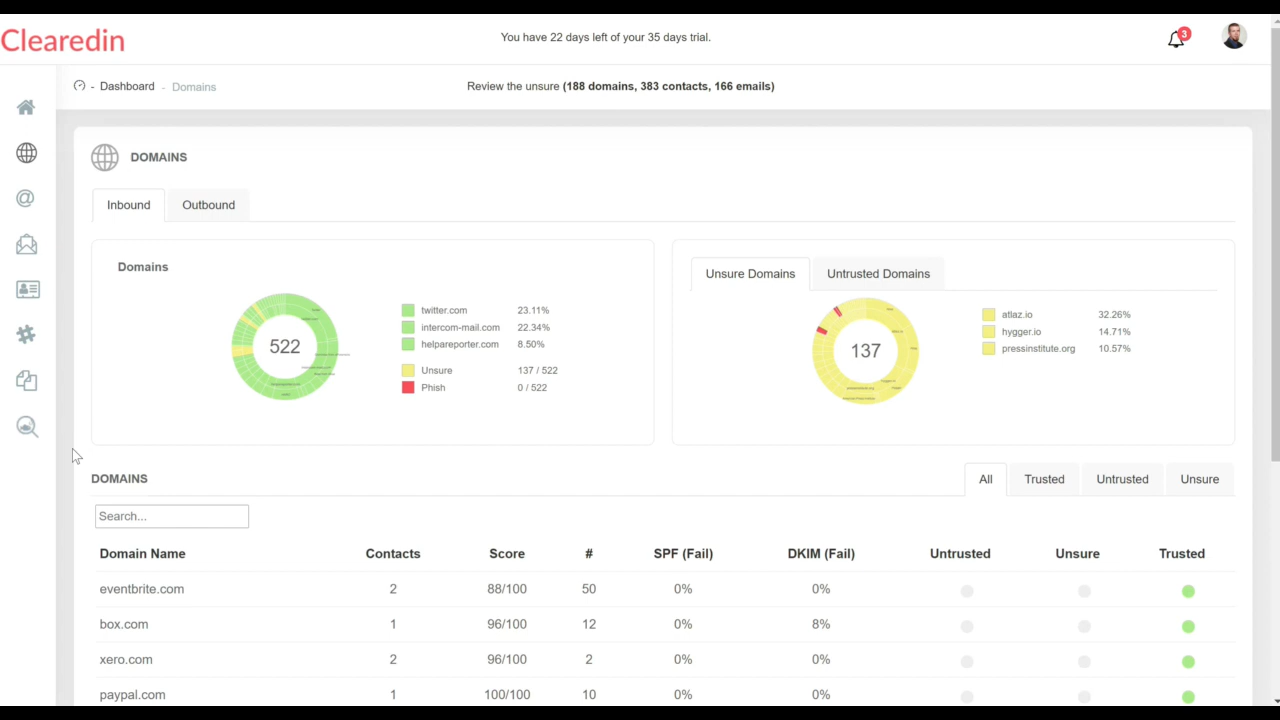 Clearedin
You have 22 days left of your 35 days trial.
3
- Dashboard - Domains
Review the unsure (188 domains, 383 contacts, 166 emails)
DOMAINS
Inbound Outbound
Domains
522
twitter.com 23.11%
intercom-mail.com 22.34%
helpareporter.com 8.50%
Unsure 137 / 522
Phish 0 / 522
Unsure Domains Untrusted Domains
137
atlaz.io 32.26%
hygger.io 14.71%
pressinstitute.org 10.57%
DOMAINS
All Trusted Untrusted Unsure
Search...
Domain Name Contacts Score # SPF (Fail) DKIM (Fail) Untrusted Unsure Trusted
eventbrite.com 2 88/100 50 0% 0%
box.com 1 96/100 12 0% 8%
xero.com 2 96/100 2 0% 0%
paypal.com 1 100/100 10 0% 0%